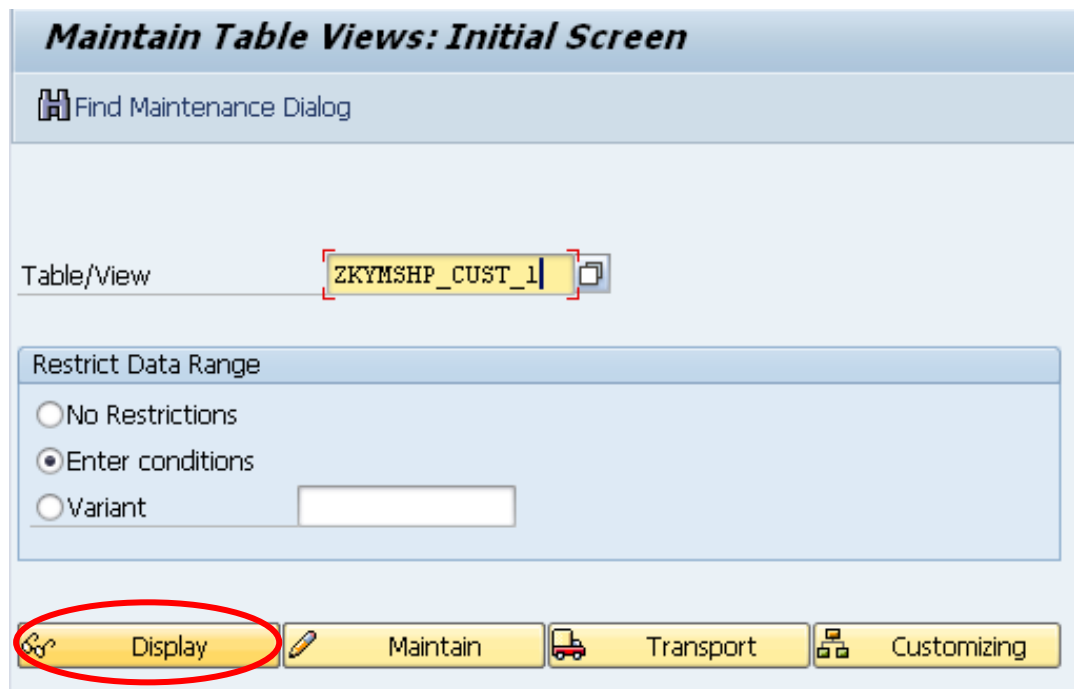 Maintain Table Views: Initial Screen
Find Maintenance Dialog
Table/View ZKYMSHP_CUST_1
Restrict Data Range
No Restrictions
Enter conditions
Variant
Display Maintain Transport Customizing